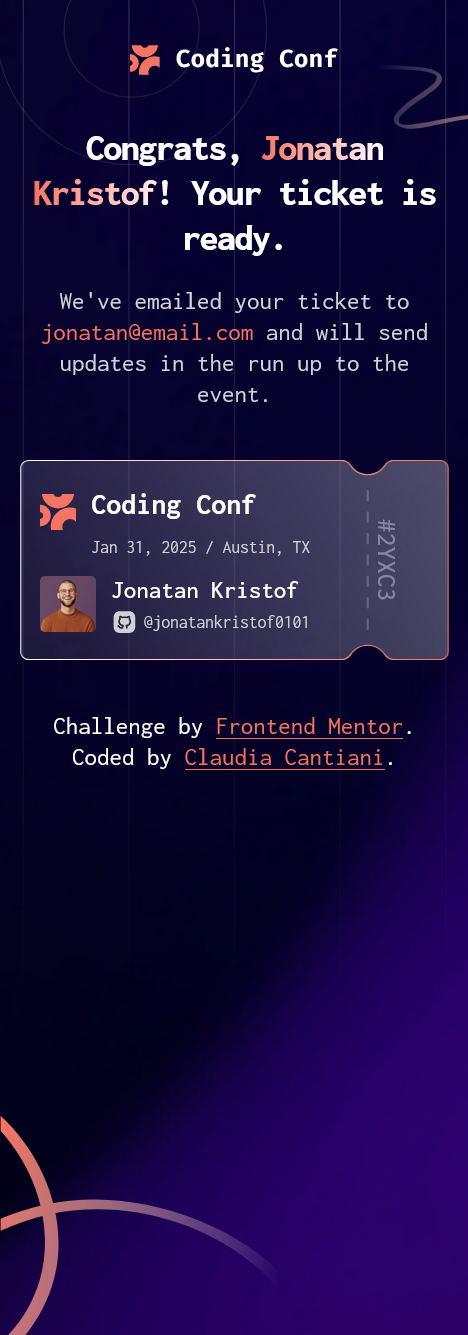 Coding Conf
Congrats, Jonatan
Kristof! Your ticket is
ready.
We've emailed your ticket to
jonatan@email.com and will send
updates in the run up to the
event.
Coding Conf
Jan 31, 2025 / Austin, TX
Jonatan Kristof
@jonatankristof0101
#2YXC3
Challenge by Frontend Mentor.
Coded by Claudia Cantiani.